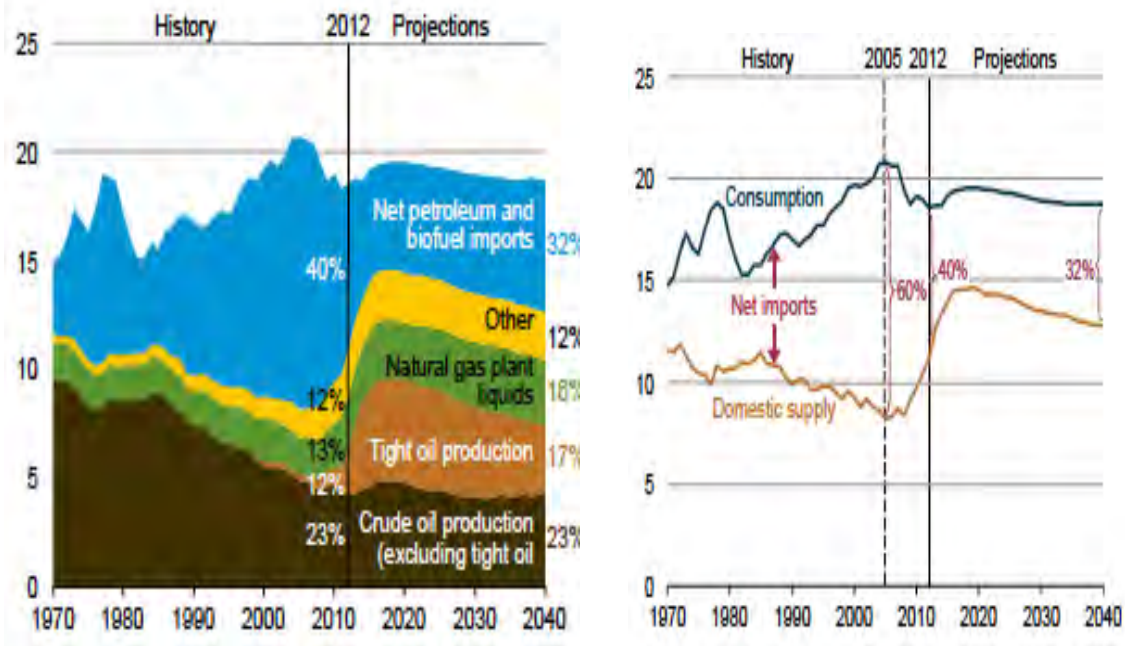 History 2012 Projections
25
20
15
10
5
0
Net petroleum and
biofuel imports
32%
40%
Other
12%
12%
Natural gas plant
liquids
18%
13%
Tight oil production
17%
12%
Crude oil production
(excluding tight oil
23%
23%
1970 1980 1990 2000 2010 2020 2030 2040
History 2005 2012 Projections
25
20
15
10
5
0
Consumption
Net imports
60%
40%
32%
Domestic supply
1970 1980 1990 2000 2010 2020 2030 2040